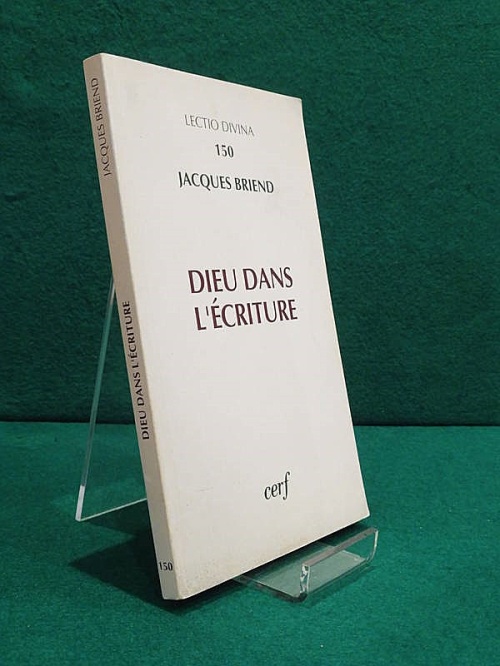 LECTIO DIVINA
150
JACQUES BRIEND
DIEU DANS
L'ÉCRITURE
cerf
JACQUES BRIEND
DIEU DANS L'ÉCRITURE
150